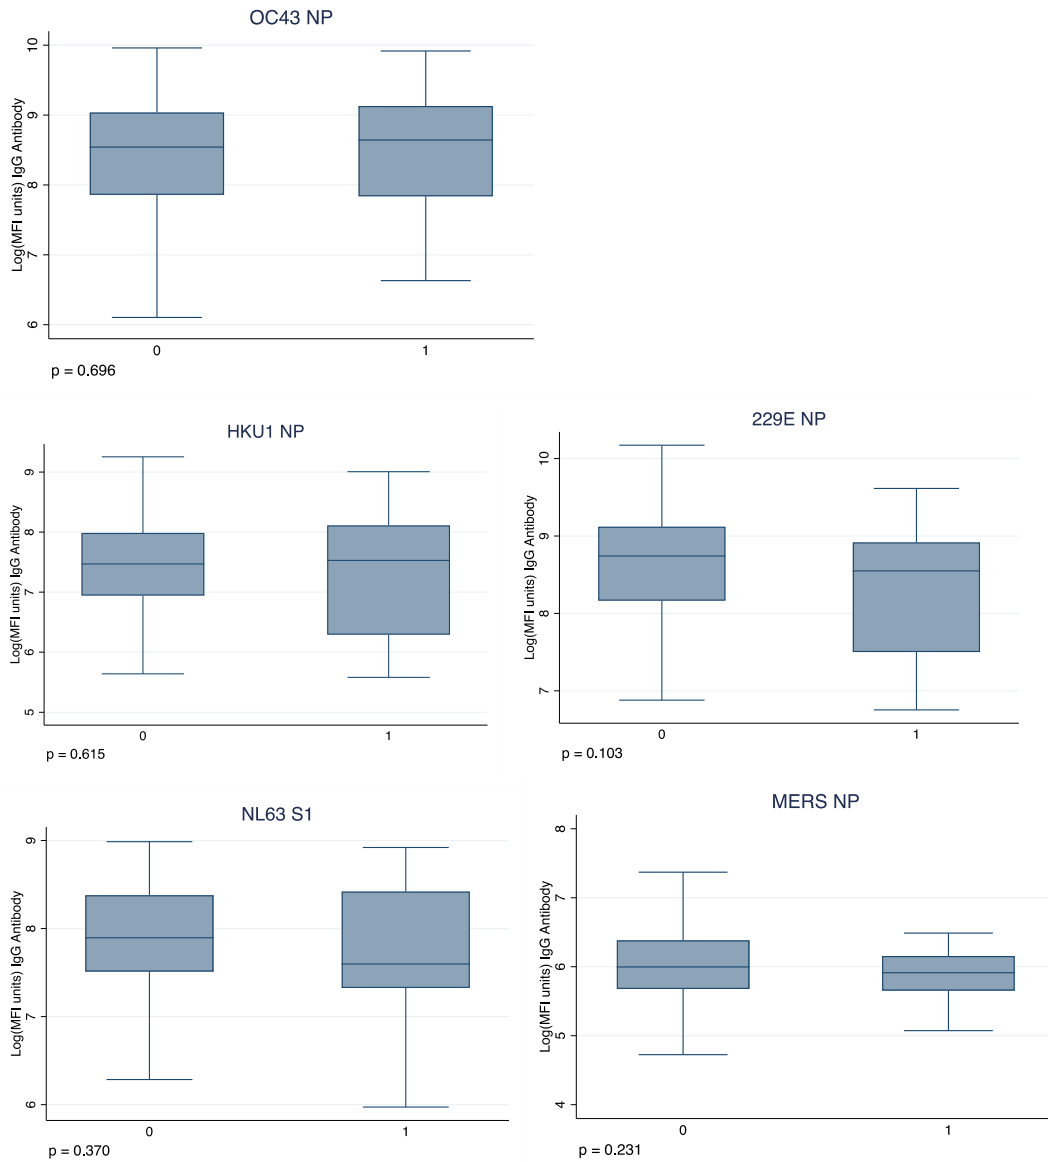 OC43 NP
Log(MFI units) IgG Antibody
10
9
8
7
6
0 1
p = 0.696
HKU1 NP
Log(MFI units) IgG Antibody
9
8
7
6
5
0 1
p = 0.615
229E NP
Log(MFI units) IgG Antibody
10
9
8
7
0 1
p = 0.103
NL63 S1
Log(MFI units) IgG Antibody
9
8
7
6
0 1
p = 0.370
MERS NP
Log(MFI units) IgG Antibody
8
7
6
5
4
0 1
p = 0.231